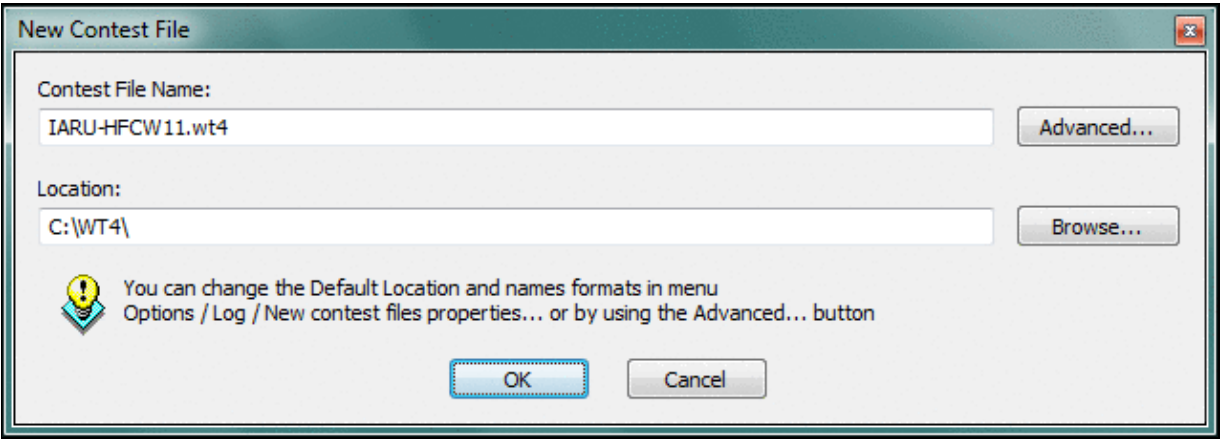 New Contest File
Contest File Name:
IARU-HFCW11.wt4
Advanced...
Location:
C:\WT4\
Browse...
You can change the Default Location and names formats in menu
Options / Log / New contest files properties... or by using the Advanced... button
OK
Cancel